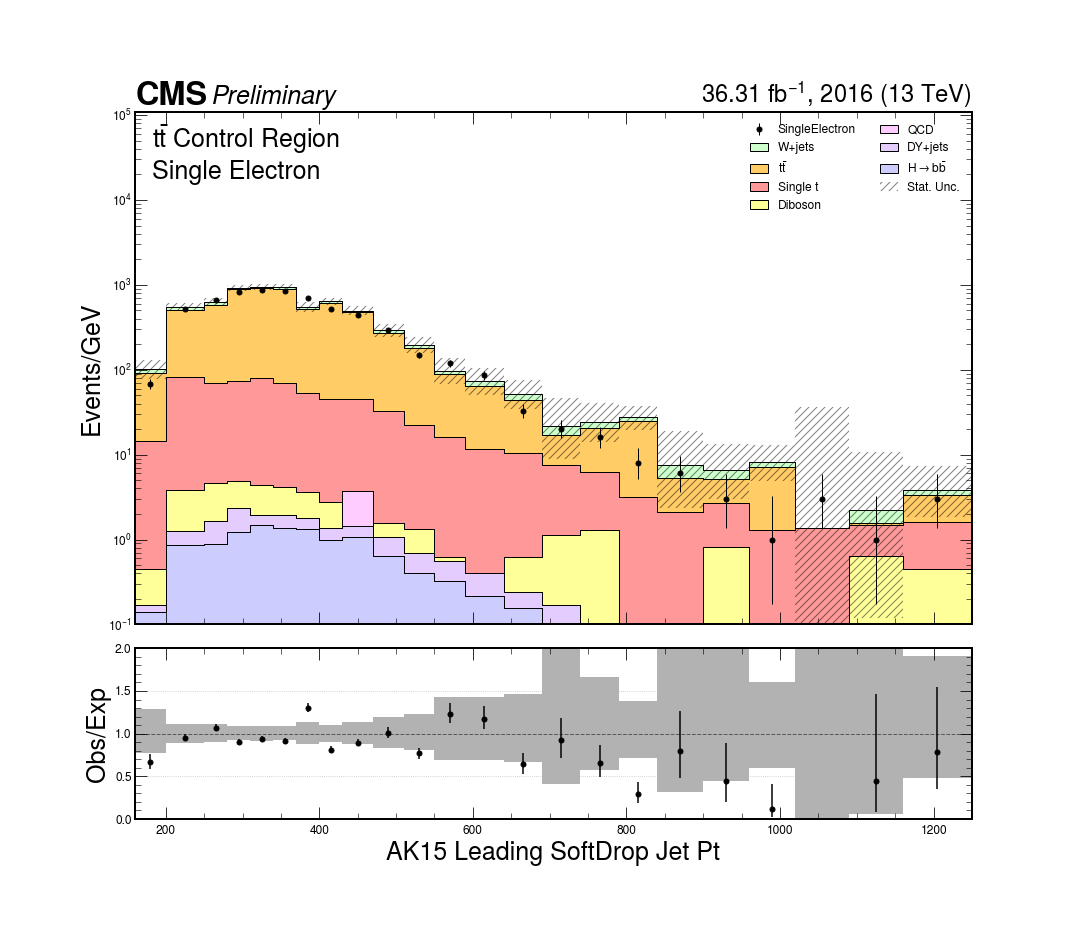 CMS Preliminary
36.31 fb⁻¹, 2016 (13 TeV)
tt̄ Control Region
Single Electron
SingleElectron
W+jets
tt̄
Single t
Diboson
QCD
DY+jets
H→bb̄
Stat. Unc.
Events/GeV
10⁵
10⁴
10³
10²
10¹
10⁰
10⁻¹
Obs/Exp
2.0
1.5
1.0
0.5
0.0
200 400 600 800 1000 1200
AK15 Leading SoftDrop Jet Pt